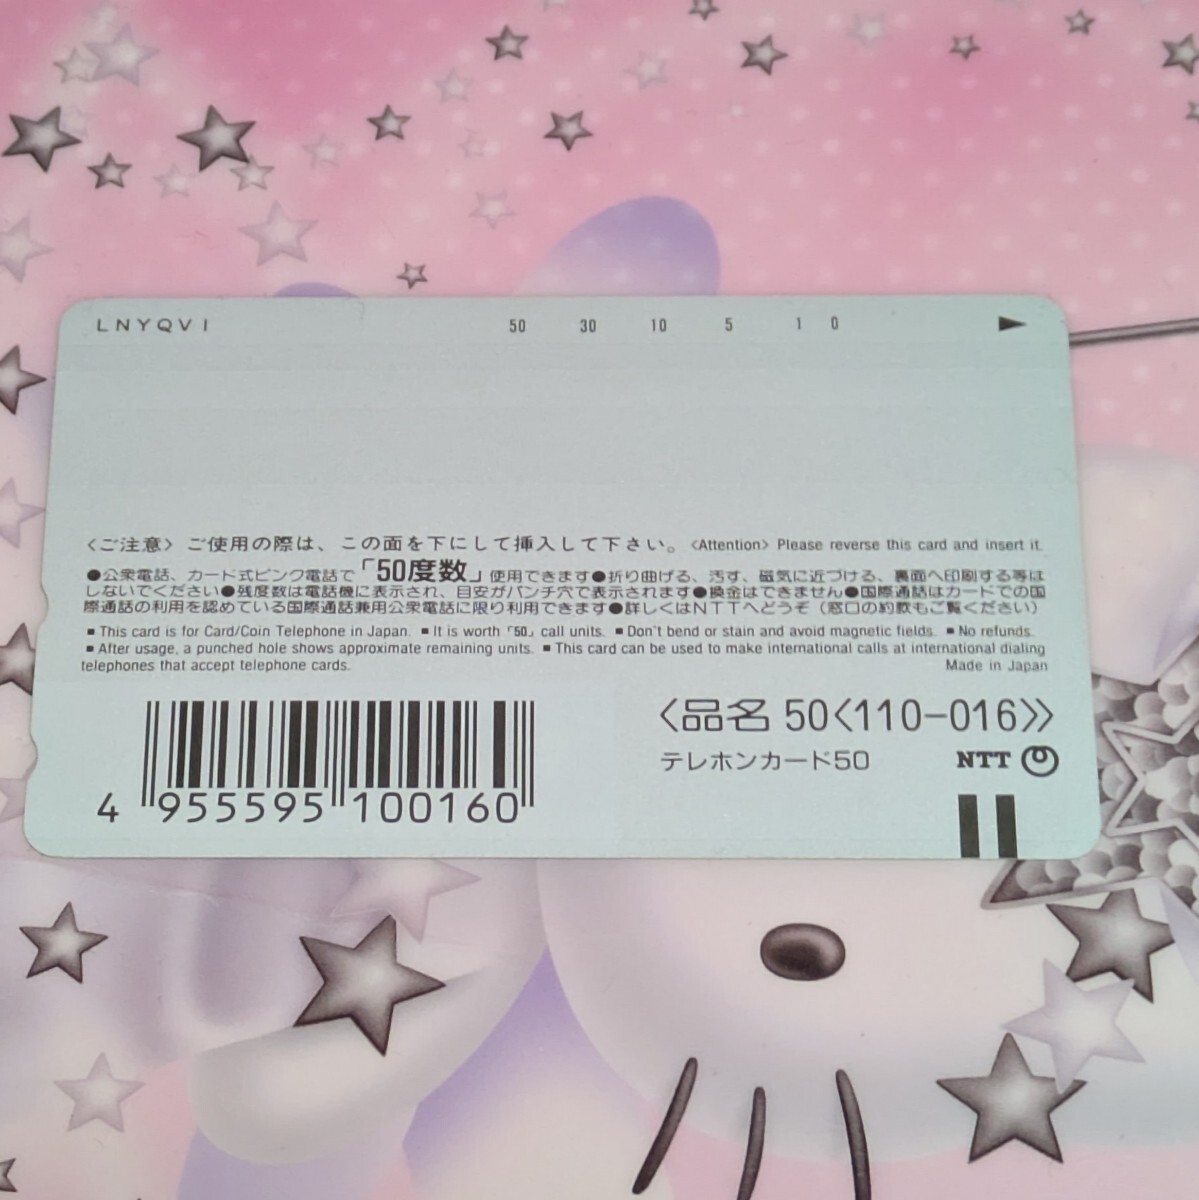 LNYQVI 50 30 10 5 1 0 ▶
〈ご注意〉ご使用の際は、この面を下にして挿入して下さい。〈Attention〉Please reverse this card and insert it.
●公衆電話、カード式ピンク電話で「50度数」使用できます●折り曲げる、汚す、磁気に近づける、裏面へ印刷する等は
しないでください●残度数は電話機に表示され、目安がパンチ穴で表示されます●換金はできません●国際通話はカードでの国
際通話の利用を認めている国際通話兼用公衆電話に限り利用できます●詳しくはNTTへどうぞ（窓口の約款もご覧ください）
■This card is for Card/Coin Telephone in Japan. ■It is worth「50」call units. ■Don't bend or stain and avoid magnetic fields. ■No refunds.
■After usage, a punched hole shows approximate remaining units. ■This card can be used to make international calls at international dialing
telephones that accept telephone cards. Made in Japan
〈品名 50〈110-016〉〉
テレホンカード50 NTT
4 955595 100160